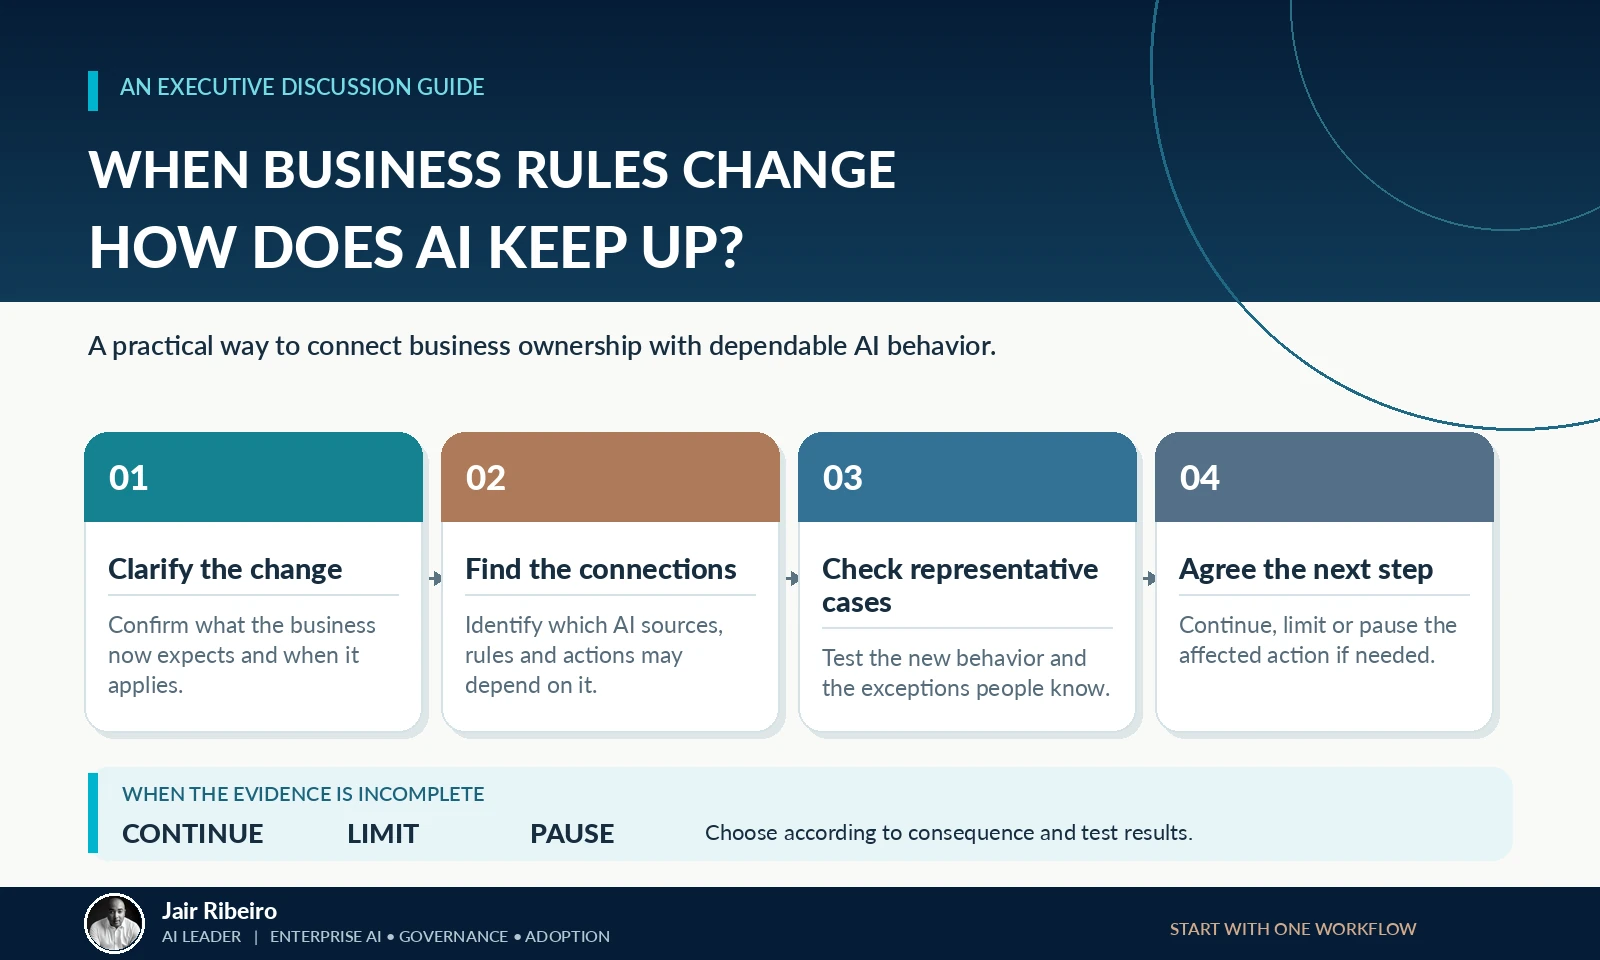 AN EXECUTIVE DISCUSSION GUIDE
WHEN BUSINESS RULES CHANGE
HOW DOES AI KEEP UP?
A practical way to connect business ownership with dependable AI behavior.
01
Clarify the change
Confirm what the business
now expects and when it
applies.
02
Find the connections
Identify which AI sources,
rules and actions may
depend on it.
03
Check representative
cases
Test the new behavior and
the exceptions people know.
04
Agree the next step
Continue, limit or pause the
affected action if needed.
WHEN THE EVIDENCE IS INCOMPLETE
CONTINUE LIMIT PAUSE Choose according to consequence and test results.
Jair Ribeiro
AI LEADER | ENTERPRISE AI • GOVERNANCE • ADOPTION
START WITH ONE WORKFLOW